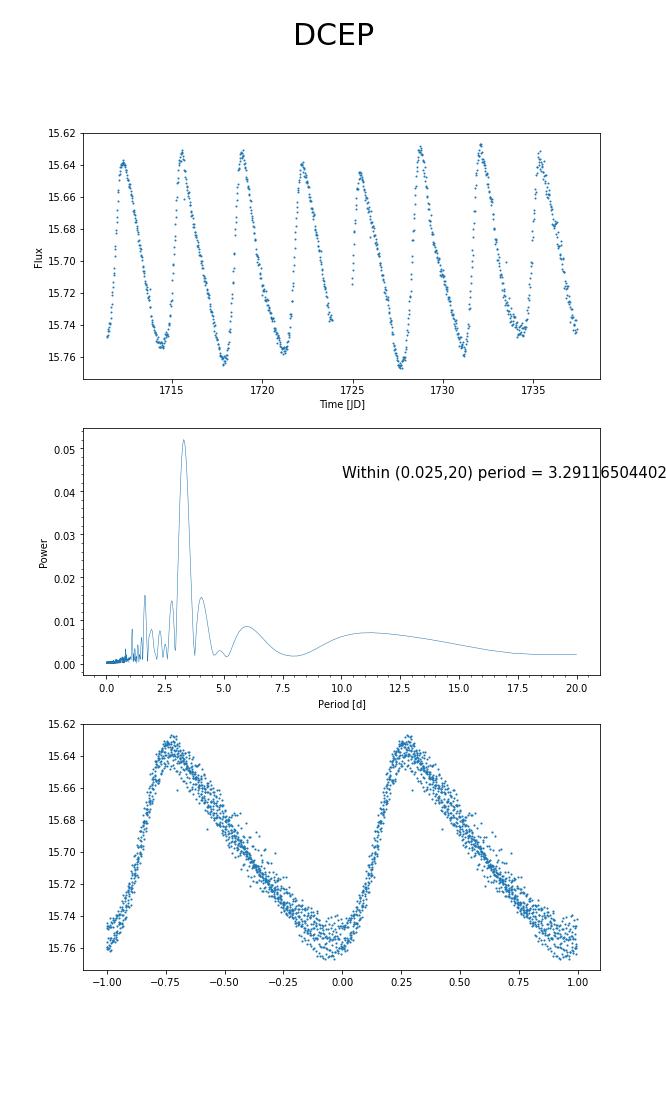 DCEP
15.62
15.64
15.66
15.68
15.70
15.72
15.74
15.76
Flux
1715 1720 1725 1730 1735
Time [JD]
0.05
0.04
0.03
0.02
0.01
0.00
Power
Within (0.025,20) period = 3.29116504402
0.0 2.5 5.0 7.5 10.0 12.5 15.0 17.5 20.0
Period [d]
15.62
15.64
15.66
15.68
15.70
15.72
15.74
15.76
−1.00 −0.75 −0.50 −0.25 0.00 0.25 0.50 0.75 1.00